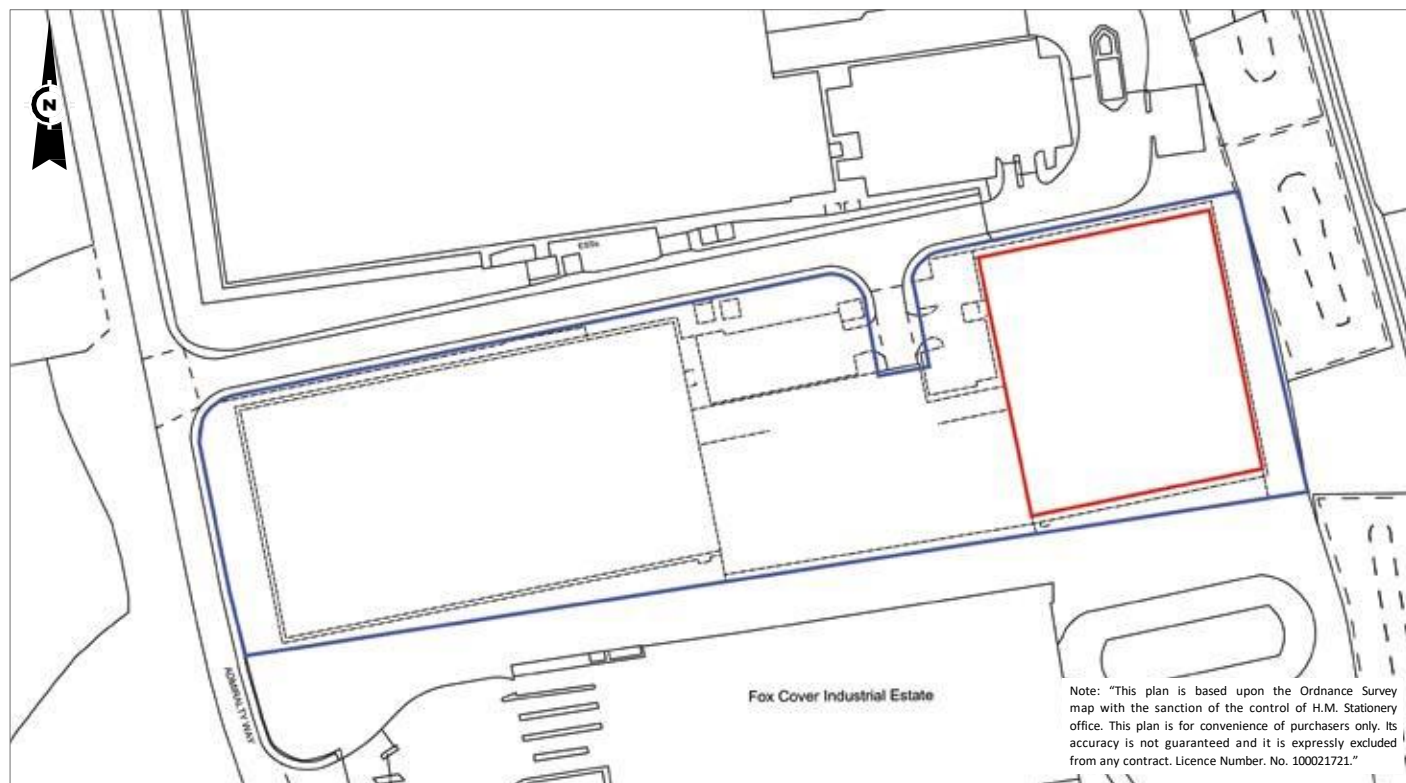 N
ESSs
ADMIRALTY WAY
Fox Cover Industrial Estate
Note: “This plan is based upon the Ordnance Survey
map with the sanction of the control of H.M. Stationery
office. This plan is for convenience of purchasers only. Its
accuracy is not guaranteed and it is expressly excluded
from any contract. Licence Number. No. 100021721.”